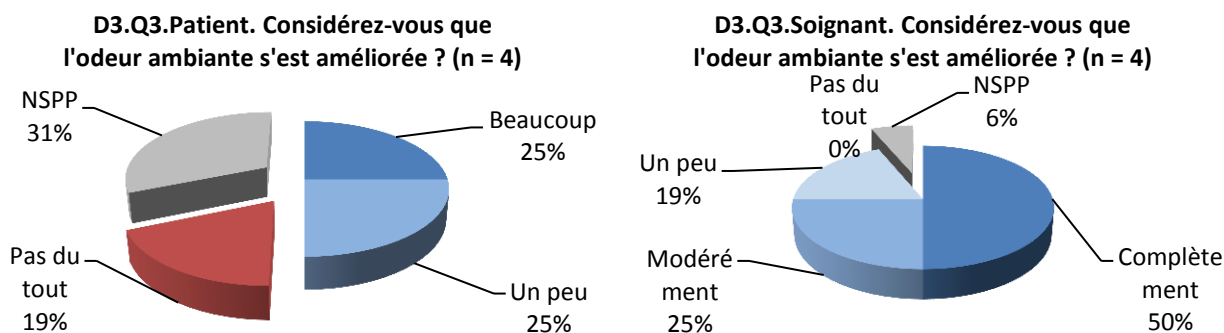 D3.Q3.Patient. Considérez-vous que
l'odeur ambiante s'est améliorée ? (n = 4)
NSPP
31%
Beaucoup
25%
Pas du
tout
19%
Un peu
25%
D3.Q3.Soignant. Considérez-vous que
l'odeur ambiante s'est améliorée ? (n = 4)
Pas du
tout
0%
NSPP
6%
Un peu
19%
Modéré
ment
25%
Complète
ment
50%